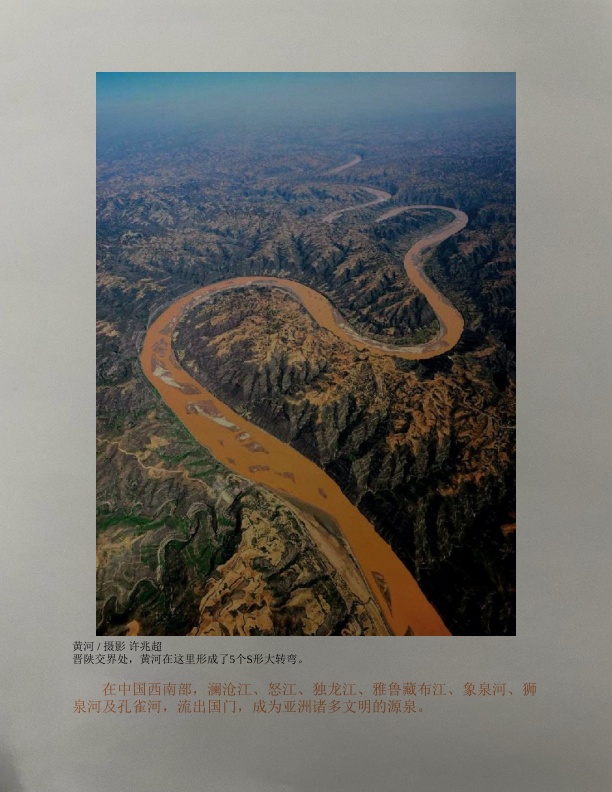 黄河 / 摄影 许兆超
晋陕交界处，黄河在这里形成了5个S形大转弯。
在中国西南部，澜沧江、怒江、独龙江、雅鲁藏布江、象泉河、狮
泉河及孔雀河，流出国门，成为亚洲诸多文明的源泉。